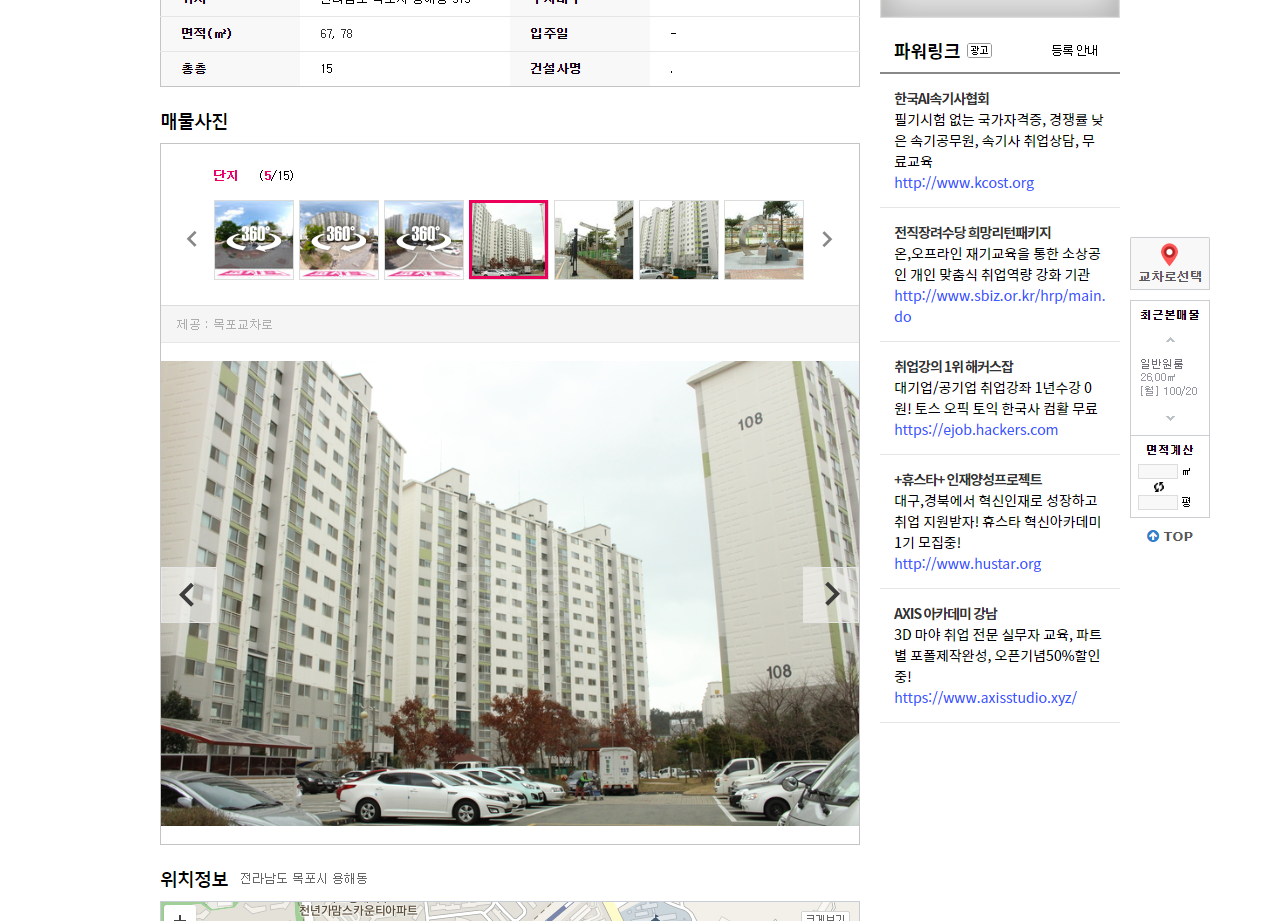 면적(㎡) 67, 78 입주일 -
총층 15 건설사명 .
매물사진
단지 (5/15)
360°
360°
360°
제공 : 목포교차로
108
108
위치정보 전라남도 목포시 용해동
천년가맘스카운티아파트
+
크게보기
파워링크 광고 등록 안내
한국AI속기사협회
필기시험 없는 국가자격증, 경쟁률 낮
은 속기공무원, 속기사 취업상담, 무
료교육
http://www.kcost.org
전직장려수당 희망리턴패키지
온,오프라인 재기교육을 통한 소상공
인 개인 맞춤식 취업역량 강화 기관
http://www.sbiz.or.kr/hrp/main.
do
취업강의 1위 해커스잡
대기업/공기업 취업강좌 1년수강 0
원! 토스 오픽 토익 한국사 컴활 무료
https://ejob.hackers.com
+휴스타+ 인재양성프로젝트
대구,경북에서 혁신인재로 성장하고
취업 지원받자! 휴스타 혁신아카데미
1기 모집중!
http://www.hustar.org
AXIS 아카데미 강남
3D 마야 취업 전문 실무자 교육, 파트
별 포폴제작완성, 오픈기념50%할인
중!
https://www.axisstudio.xyz/
교차로선택
최근본매물
일반원룸
26,00㎡
[월] 100/20
면적계산
㎡
평
TOP